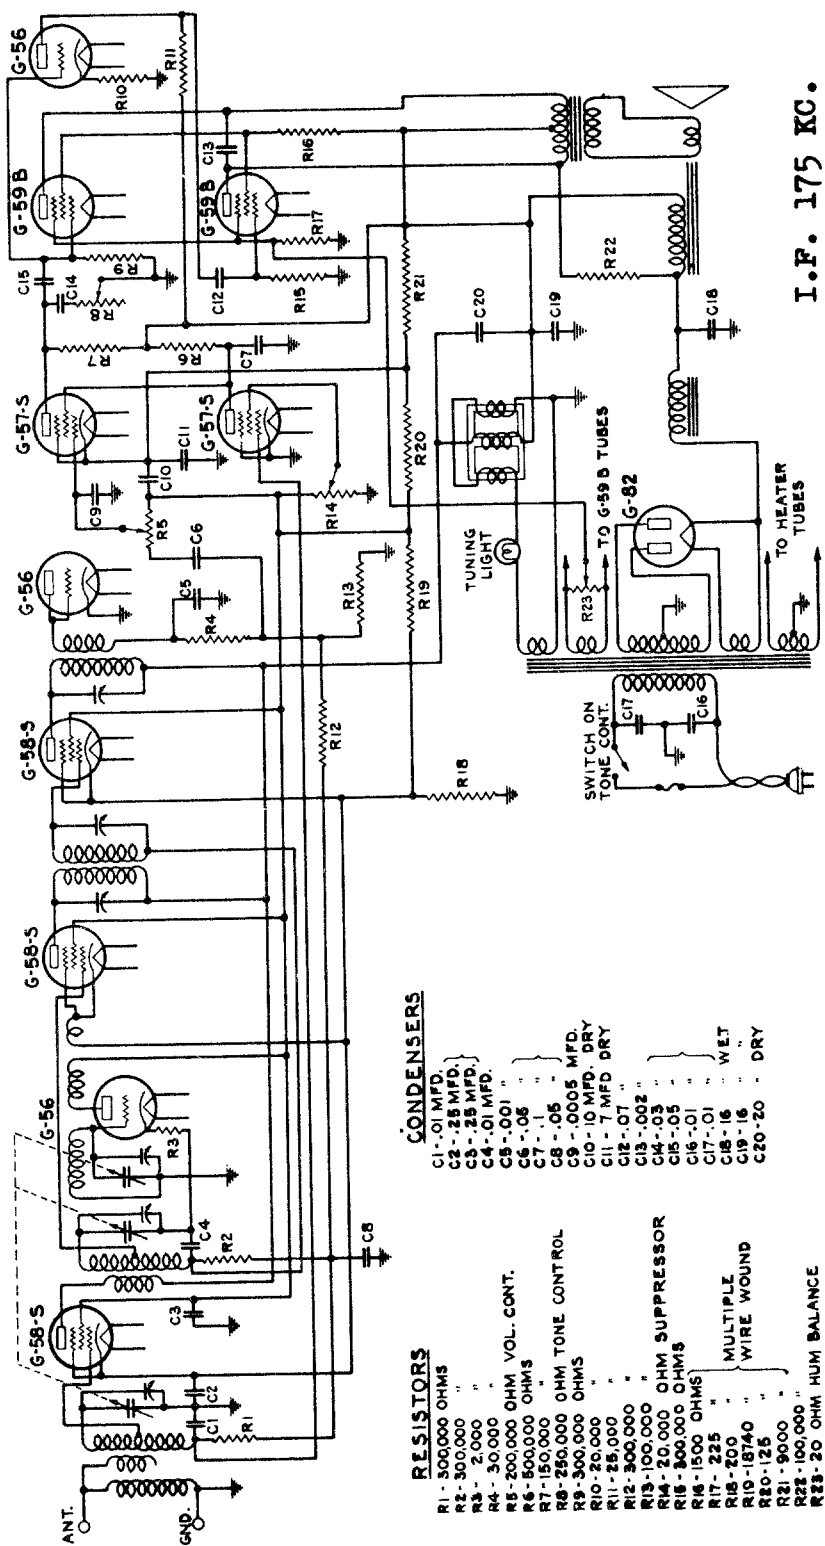 ANT.
GND.
G-58-S
G-56
G-58-S
G-58-S
G-56
G-57-S
G-57-S
G-59B
G-59B
G-56
C1
C2
R1
C3
C4
R2
R3
C8
R12
R18
R4
C5
C6
R5
R13
R19
C9
C10
C11
R14
R20
R7
R6
C7
C15
C14
R8
R9
C12
R15
R17
C13
R16
R21
R11
R10
TUNING
LIGHT
C20
C19
R22
C18
TO G-59 B TUBES
R23
G-82
TO HEATER
TUBES
SWITCH ON
TONE CONT.
C17
C16
RESISTORS
R1- 300,000 OHMS
R2-300,000 "
R3- 2,000 "
R4- 30,000 "
R5-200,000 OHM VOL. CONT.
R6-500,000 OHMS
R7-150,000 "
R8-250,000 OHM TONE CONTROL
R9-300,000 OHMS
R10-20,000 "
R11-25,000 "
R12-300,000 "
R13-100,000 "
R14-20,000 OHM SUPPRESSOR
R15-300,000 OHMS
R16-1500 OHMS
R17- 225 "
R18-200 " MULTIPLE
R19-18740 " WIRE WOUND
R20-125 "
R21-9000 "
R22-100,000 "
R23-20 OHM HUM BALANCE
CONDENSERS
C1-.01 MFD.
C2-.25 MFD.
C3-.25 MFD.
C4-.01 MFD.
C5-.001 "
C6-.05 "
C7-.1 "
C8-.05 "
C9-.0005 MFD.
C10-10 MFD. DRY
C11- 7 MFD DRY
C12-.07 "
C13-.002 "
C14-.03 "
C15-.05 "
C16-.01 "
C17-.01 "
C18-16 " WET
C19-16 " "
C20-20 " DRY
I.F. 175 KC.